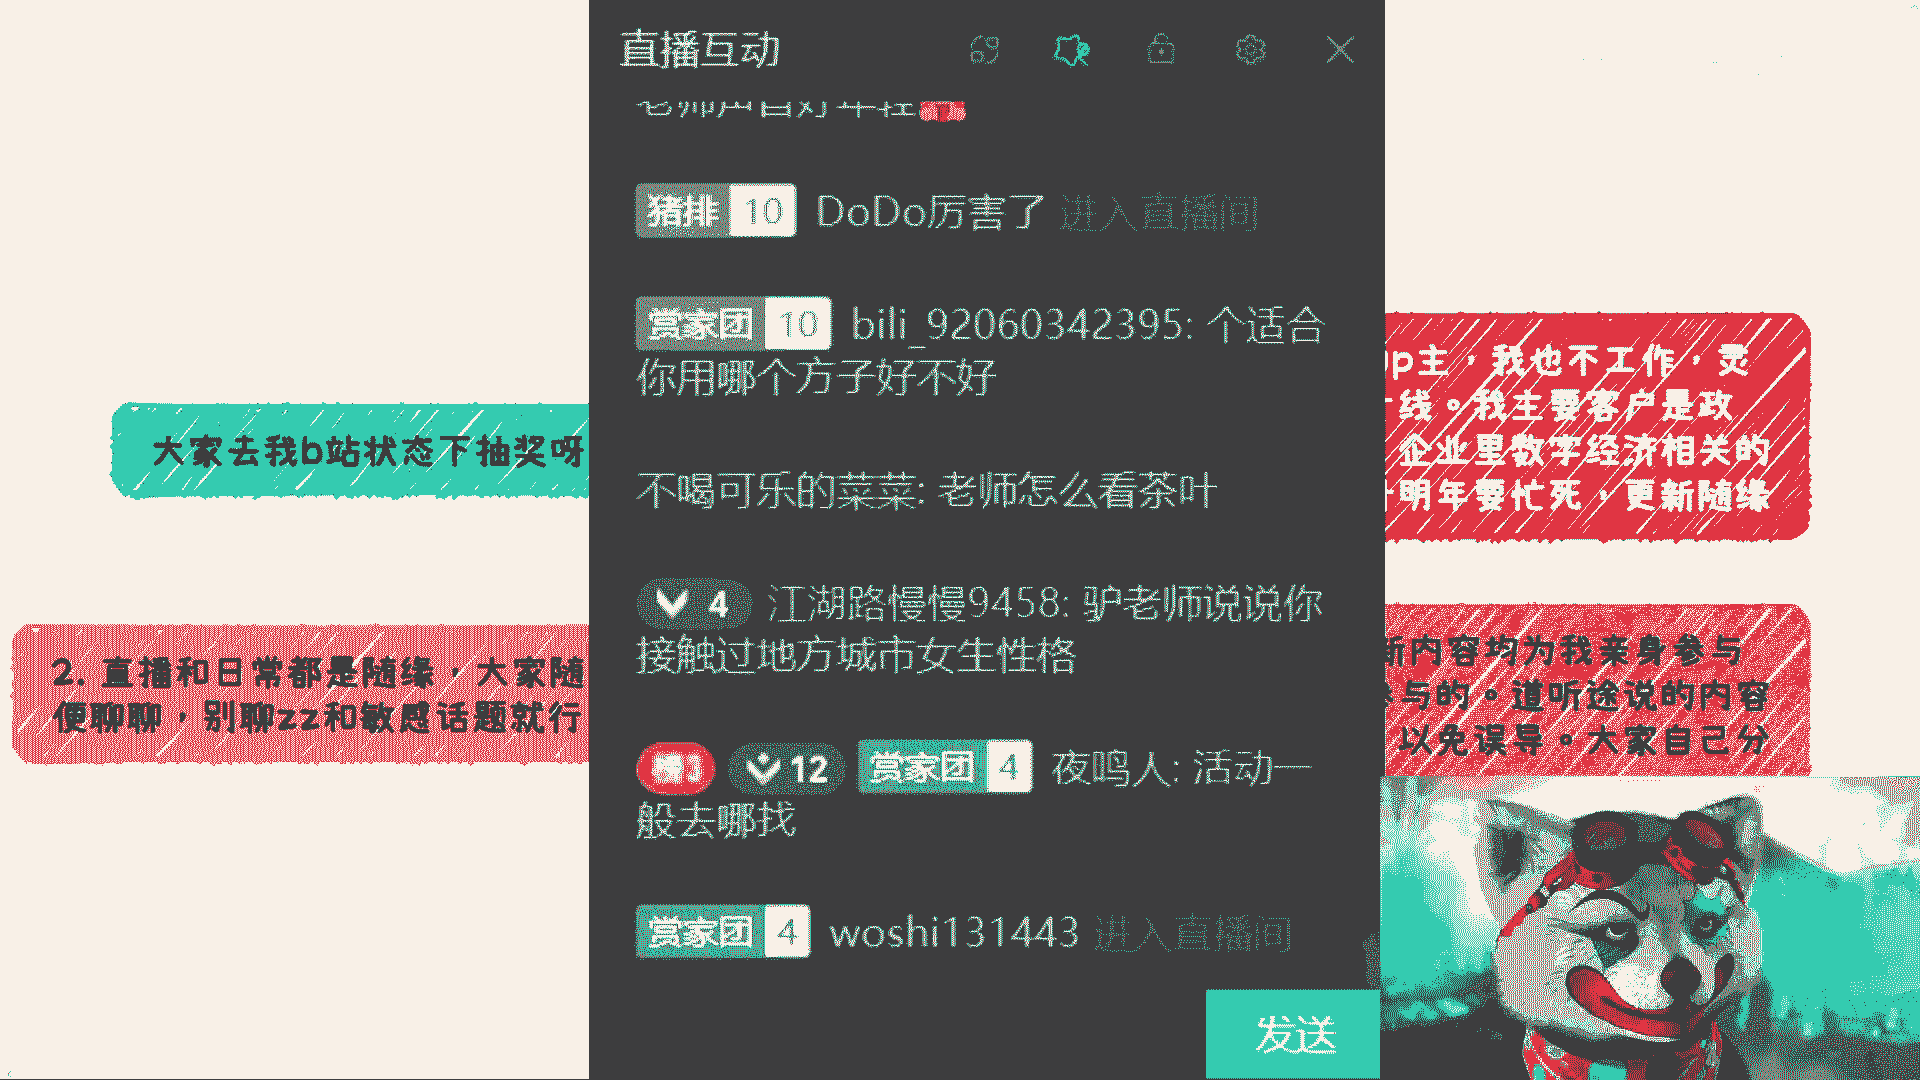 直播互动
猪排 10 DoDo厉害了 进入直播间
赏家团 10 bili_92060342395: 个适合
你用哪个方子好不好
不喝可乐的菜菜: 老师怎么看茶叶
4 江湖路慢慢9458: 驴老师说说你
接触过地方城市女生性格
12 赏家团 4 夜鸣人: 活动一
般去哪找
赏家团 4 woshi131443 进入直播间
发送
大家去我b站状态下抽奖呀
2. 直播和日常都是随缘，大家随
便聊聊，别聊zz和敏感话题就行
p主，我也不工作，灵
线。我主要客户是政
企业里数字经济相关的
明年要忙死，更新随缘
新内容均为我亲身参与
参与的。道听途说的内容
以免误导。大家自己分